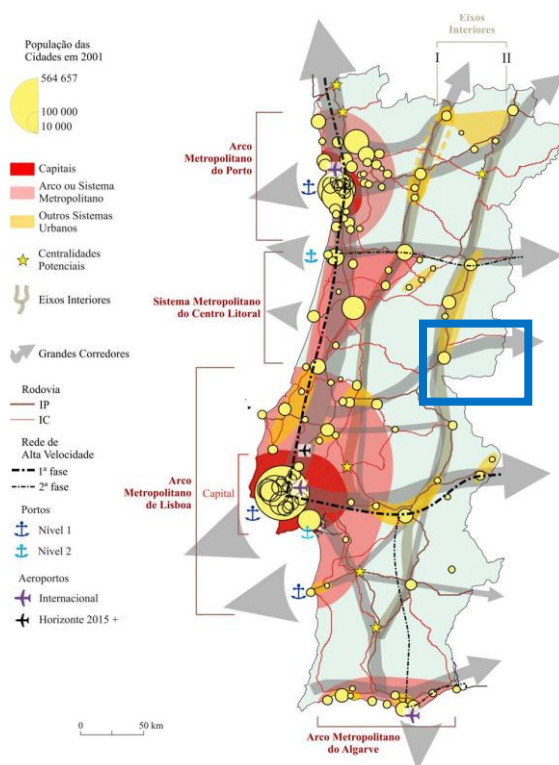 População das
Cidades em 2001
564 657
100 000
10 000
Capitais
Arco ou Sistema
Metropolitano
Outros Sistemas
Urbanos
Centralidades
Potenciais
Eixos Interiores
Grandes Corredores
Rodovia
IP
IC
Rede de
Alta Velocidade
1ª fase
2ª fase
Portos
Nível 1
Nível 2
Aeroportos
Internacional
Horizonte 2015 +
0
50 km
Eixos
Interiores
I
II
Arco
Metropolitano
do Porto
Sistema Metropolitano
do Centro Litoral
Arco
Metropolitano
de Lisboa
Capital
Arco Metropolitano
do Algarve